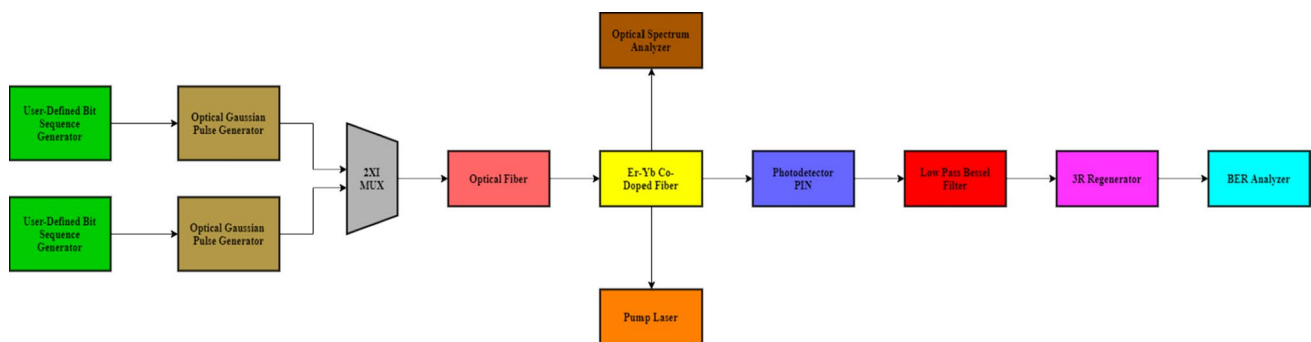 Optical Spectrum
Analyzer
User-Defined Bit
Sequence
Generator
Optical Gaussian
Pulse Generator
2XI
MUX
Optical Fiber
Er-Yb Co-
Doped Fiber
Photodetector
PIN
Low Pass Bessel
Filter
3R Regenerator
BER Analyzer
User-Defined Bit
Sequence
Generator
Optical Gaussian
Pulse Generator
Pump Laser